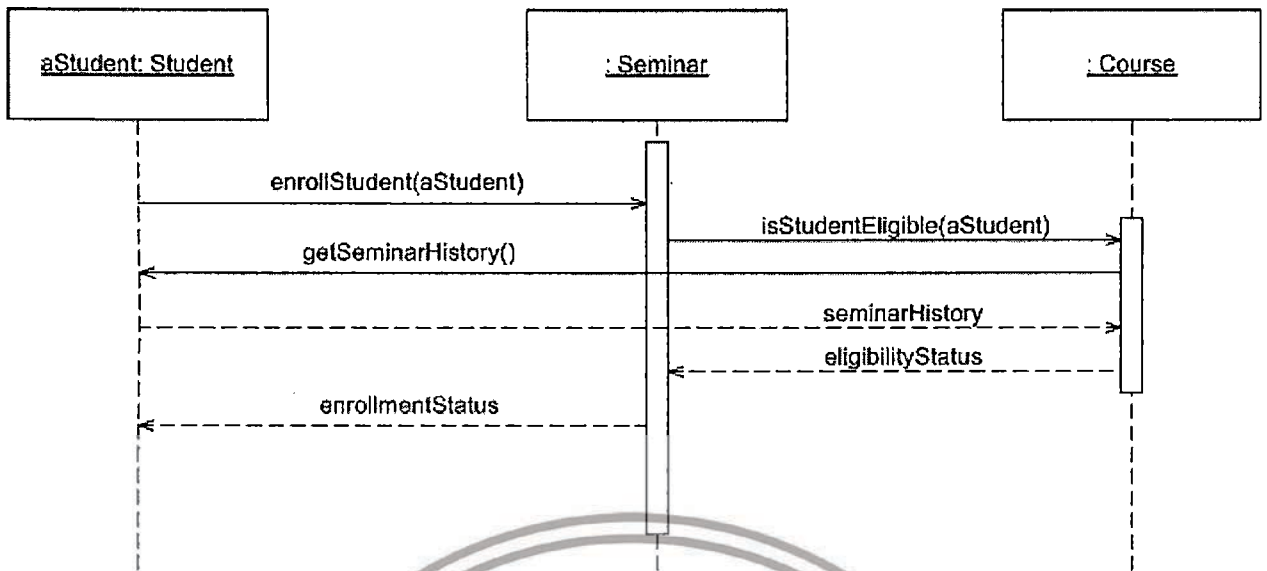 aStudent: Student
: Seminar
: Course
enrollStudent(aStudent)
isStudentEligible(aStudent)
getSeminarHistory()
seminarHistory
eligibilityStatus
enrollmentStatus